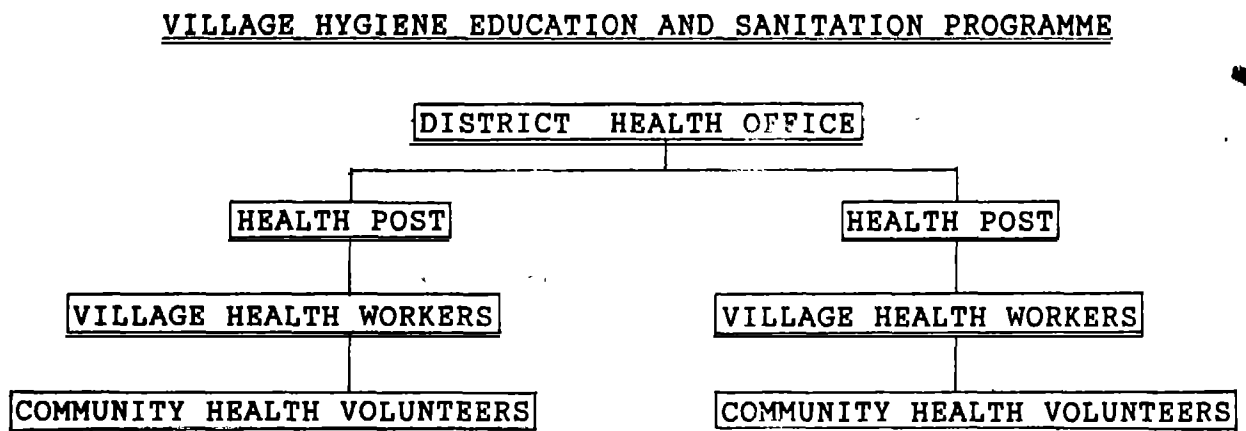 VILLAGE HYGIENE EDUCATION AND SANITATION PROGRAMME
DISTRICT HEALTH OFFICE
HEALTH POST HEALTH POST
VILLAGE HEALTH WORKERS VILLAGE HEALTH WORKERS
COMMUNITY HEALTH VOLUNTEERS COMMUNITY HEALTH VOLUNTEERS